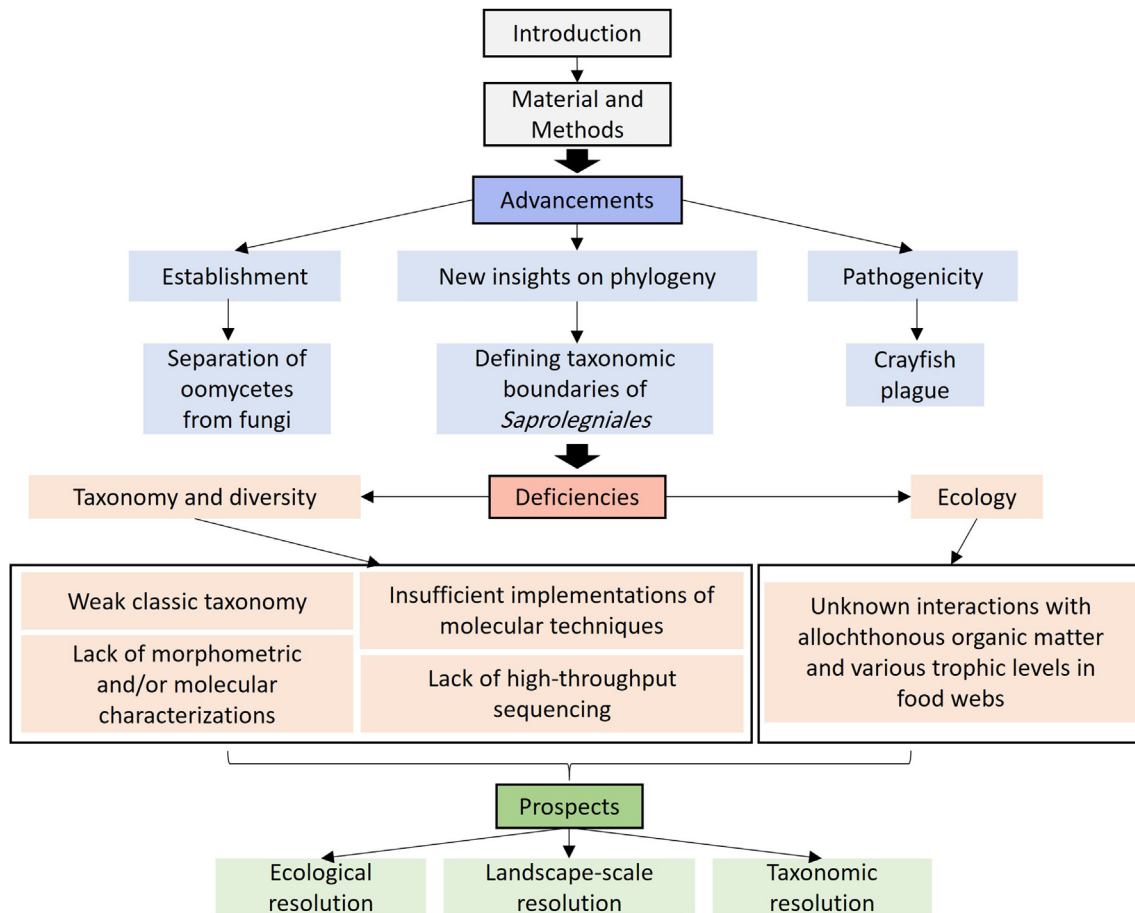 Introduction
Material and
Methods
Advancements
Establishment
New insights on phylogeny
Pathogenicity
Separation of
oomycetes
from fungi
Defining taxonomic
boundaries of
Saprolegniales
Crayfish
plague
Taxonomy and diversity
Deficiencies
Ecology
Weak classic taxonomy
Lack of morphometric
and/or molecular
characterizations
Insufficient implementations of
molecular techniques
Lack of high-throughput
sequencing
Unknown interactions with
allochthonous organic matter
and various trophic levels in
food webs
Prospects
Ecological
resolution
Landscape-scale
resolution
Taxonomic
resolution